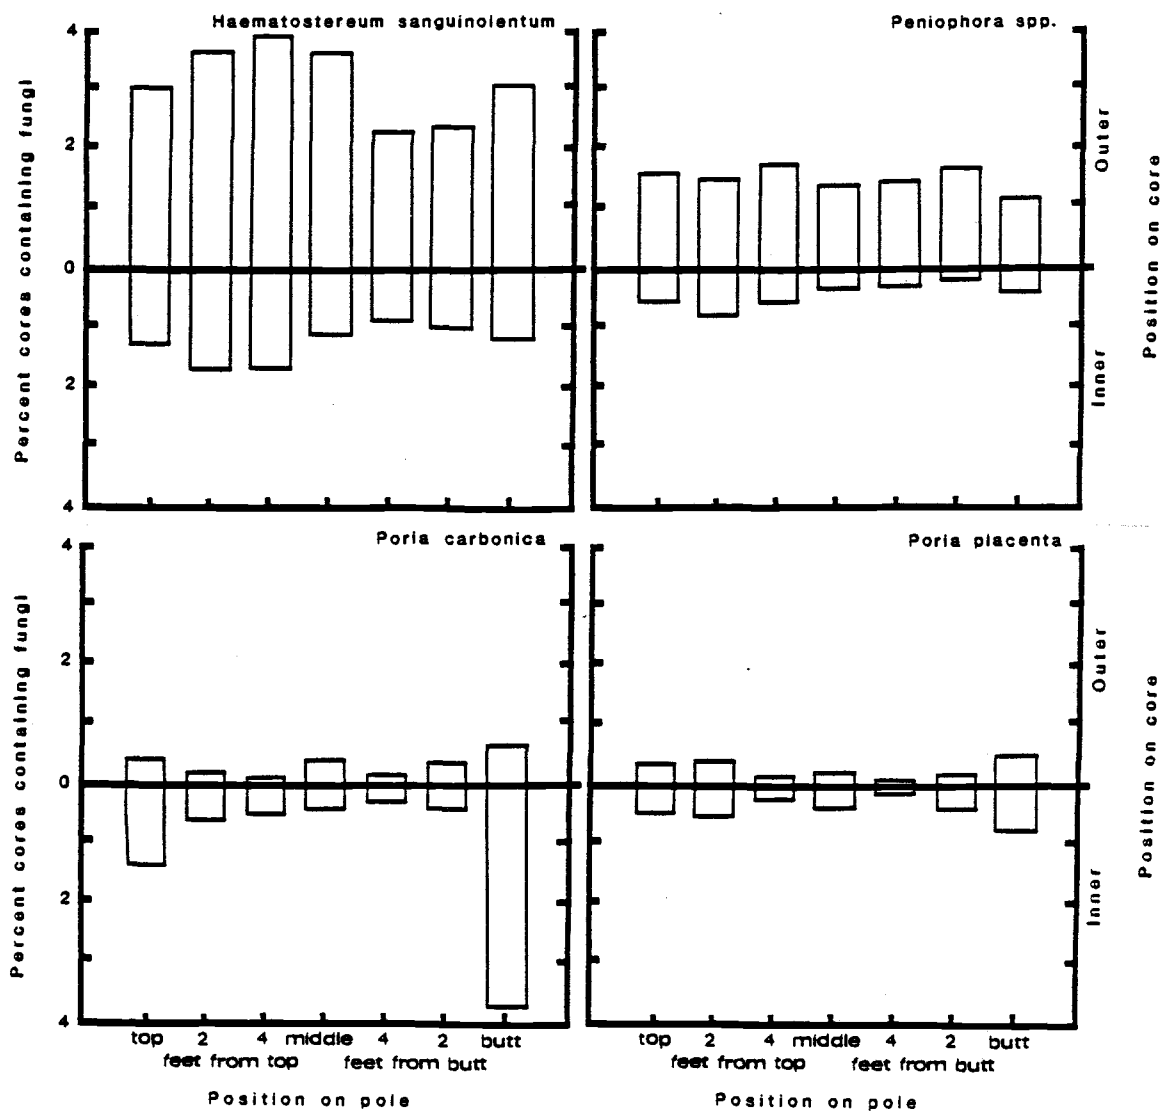 Haematostereum sanguinolentum
Peniophora spp.
Percent cores containing fungi
4
2
0
2
4
Outer
Inner
Position on core
Poria carbonica
Poria placenta
Percent cores containing fungi
4
2
0
2
4
Outer
Inner
Position on core
top 2 4 middle 4 2 butt
feet from top feet from butt
Position on pole
top 2 4 middle 4 2 butt
feet from top feet from butt
Position on pole